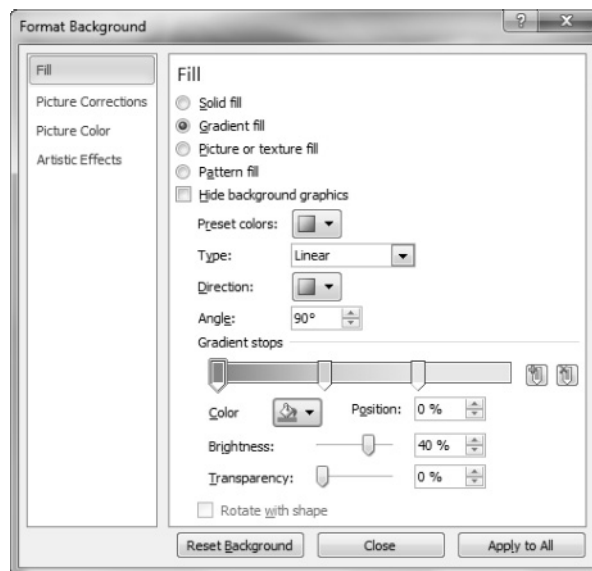 Format Background
Fill
Picture Corrections
Picture Color
Artistic Effects
Fill
Solid fill
Gradient fill
Picture or texture fill
Pattern fill
Hide background graphics
Preset colors:
Type: Linear
Direction:
Angle: 90°
Gradient stops
Color Position: 0 %
Brightness: 40 %
Transparency: 0 %
Rotate with shape
Reset Background Close Apply to All